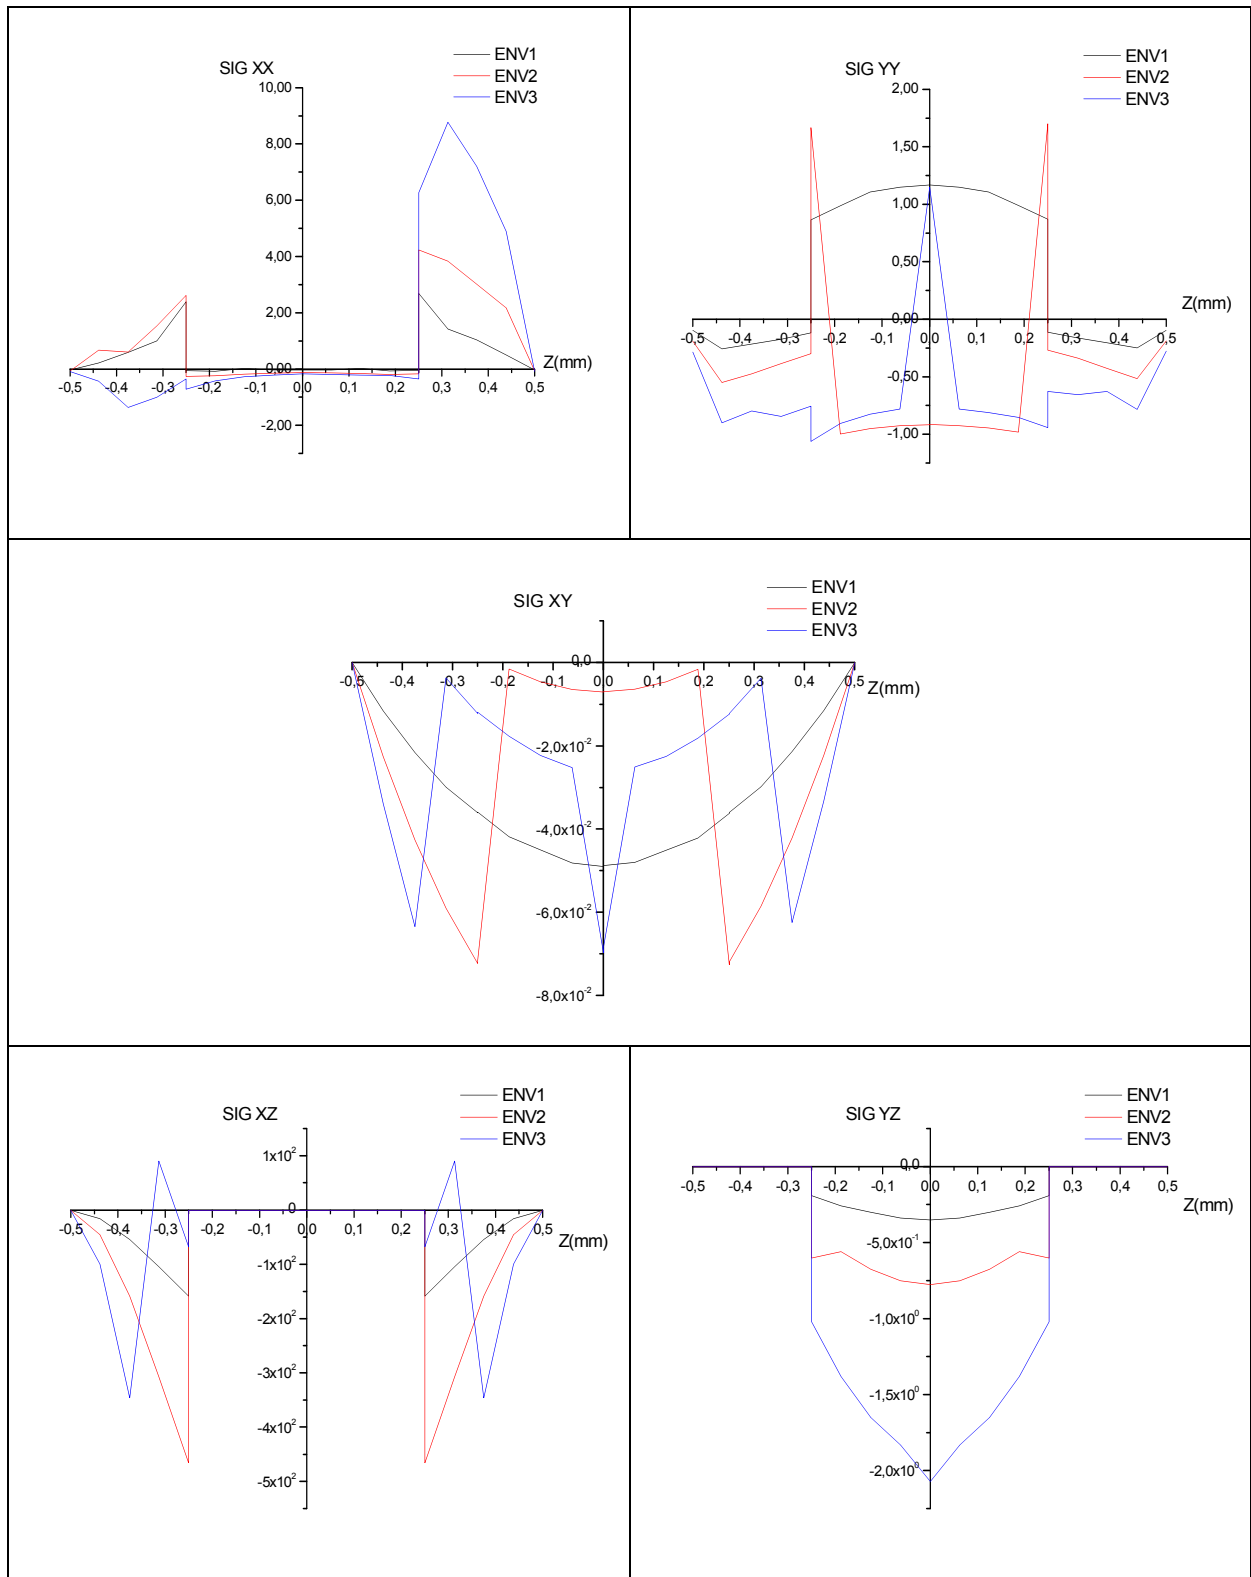 SIG XX
ENV1
ENV2
ENV3
10,00
8,00
6,00
4,00
2,00
0,00
-2,00
-0,5 -0,4 -0,3 -0,2 -0,1 0,0 0,1 0,2 0,3 0,4 0,5
Z(mm)
SIG YY
ENV1
ENV2
ENV3
2,00
1,50
1,00
0,50
0,00
-0,50
-1,00
-0,5 -0,4 -0,3 -0,2 -0,1 0,0 0,1 0,2 0,3 0,4 0,5
Z(mm)
SIG XY
ENV1
ENV2
ENV3
0,0
-2,0x10⁻²
-4,0x10⁻²
-6,0x10⁻²
-8,0x10⁻²
-0,5 -0,4 -0,3 -0,2 -0,1 0,0 0,1 0,2 0,3 0,4 0,5
Z(mm)
SIG XZ
ENV1
ENV2
ENV3
1x10²
0
-1x10²
-2x10²
-3x10²
-4x10²
-5x10²
-0,5 -0,4 -0,3 -0,2 -0,1 0,0 0,1 0,2 0,3 0,4 0,5
Z(mm)
SIG YZ
ENV1
ENV2
ENV3
0,0
-5,0x10⁻¹
-1,0x10⁰
-1,5x10⁰
-2,0x10⁰
-0,5 -0,4 -0,3 -0,2 -0,1 0,0 0,1 0,2 0,3 0,4 0,5
Z(mm)